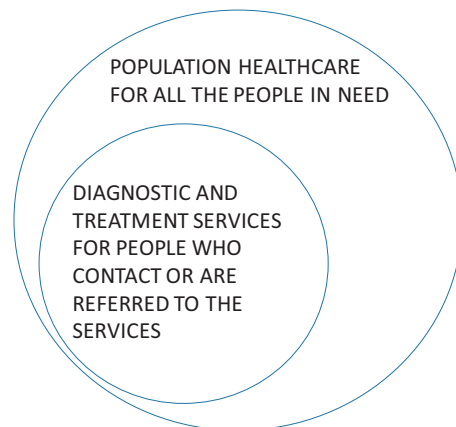 POPULATION HEALTHCARE
FOR ALL THE PEOPLE IN NEED
DIAGNOSTIC AND
TREATMENT SERVICES
FOR PEOPLE WHO
CONTACT OR ARE
REFERRED TO THE
SERVICES